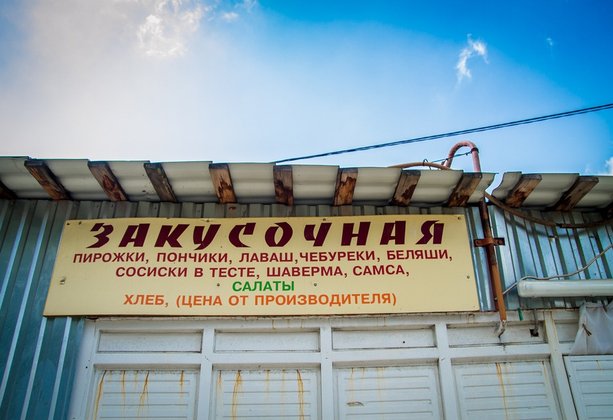 ЗАКУСОЧНАЯ
ПИРОЖКИ, ПОНЧИКИ, ЛАВАШ,ЧЕБУРЕКИ, БЕЛЯШИ,
СОСИСКИ В ТЕСТЕ, ШАВЕРМА, САМСА,
САЛАТЫ
ХЛЕБ, (ЦЕНА ОТ ПРОИЗВОДИТЕЛЯ)